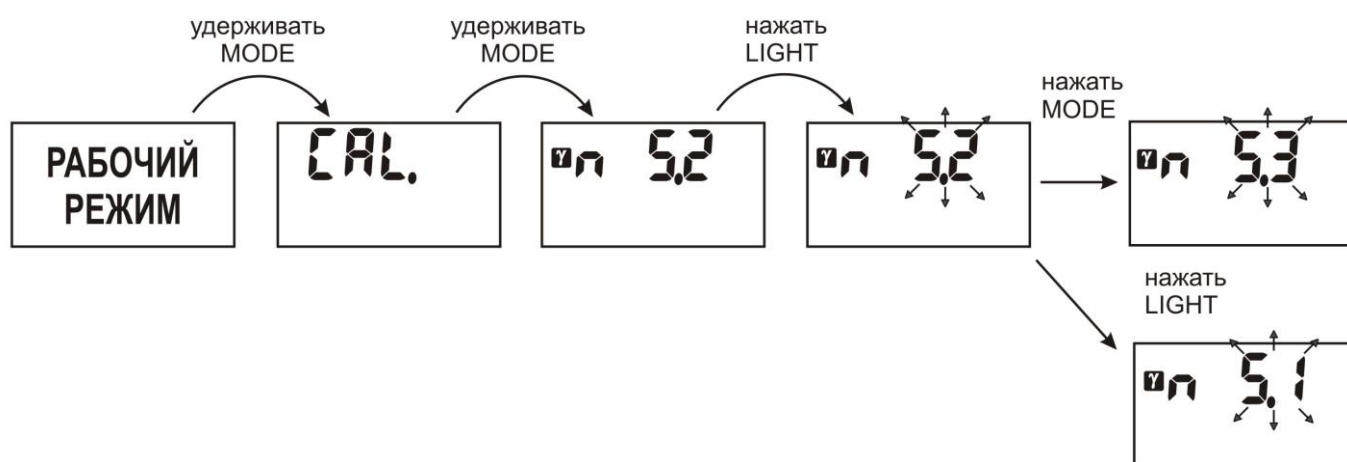 удерживать
MODE
удерживать
MODE
нажать
LIGHT
нажать
MODE
РАБОЧИЙ
РЕЖИМ
CAL.
γ n 5.2
γ n 5.2
γ n 5.3
нажать
LIGHT
γ n 5.1